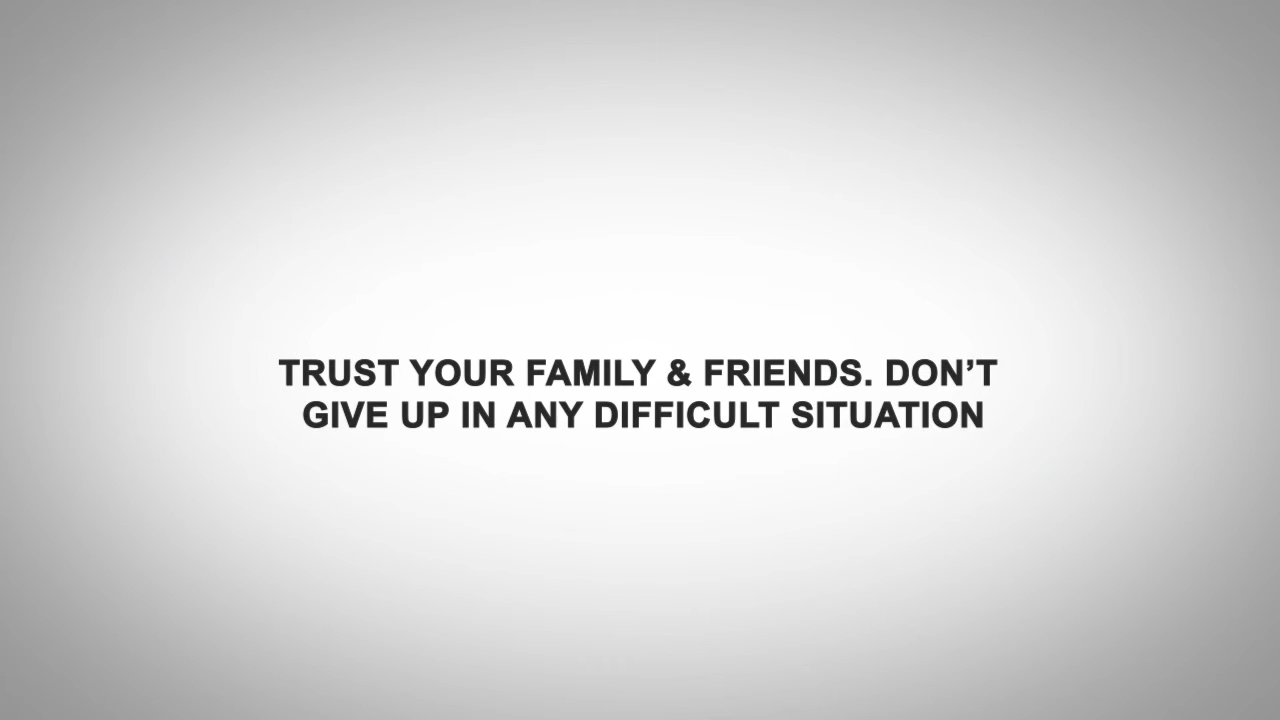 TRUST YOUR FAMILY & FRIENDS. DON’T
GIVE UP IN ANY DIFFICULT SITUATION